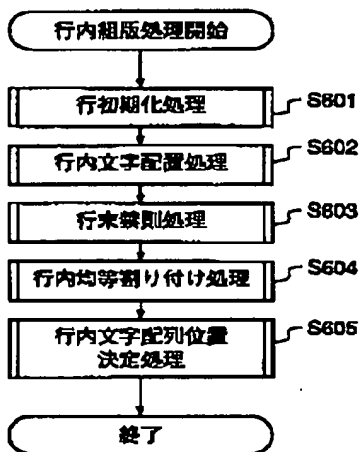 行内組版処理開始
行初期化処理
S601
行内文字配置処理
S602
行末禁則処理
S603
行内均等割り付け処理
S604
行内文字配列位置
決定処理
S605
終了